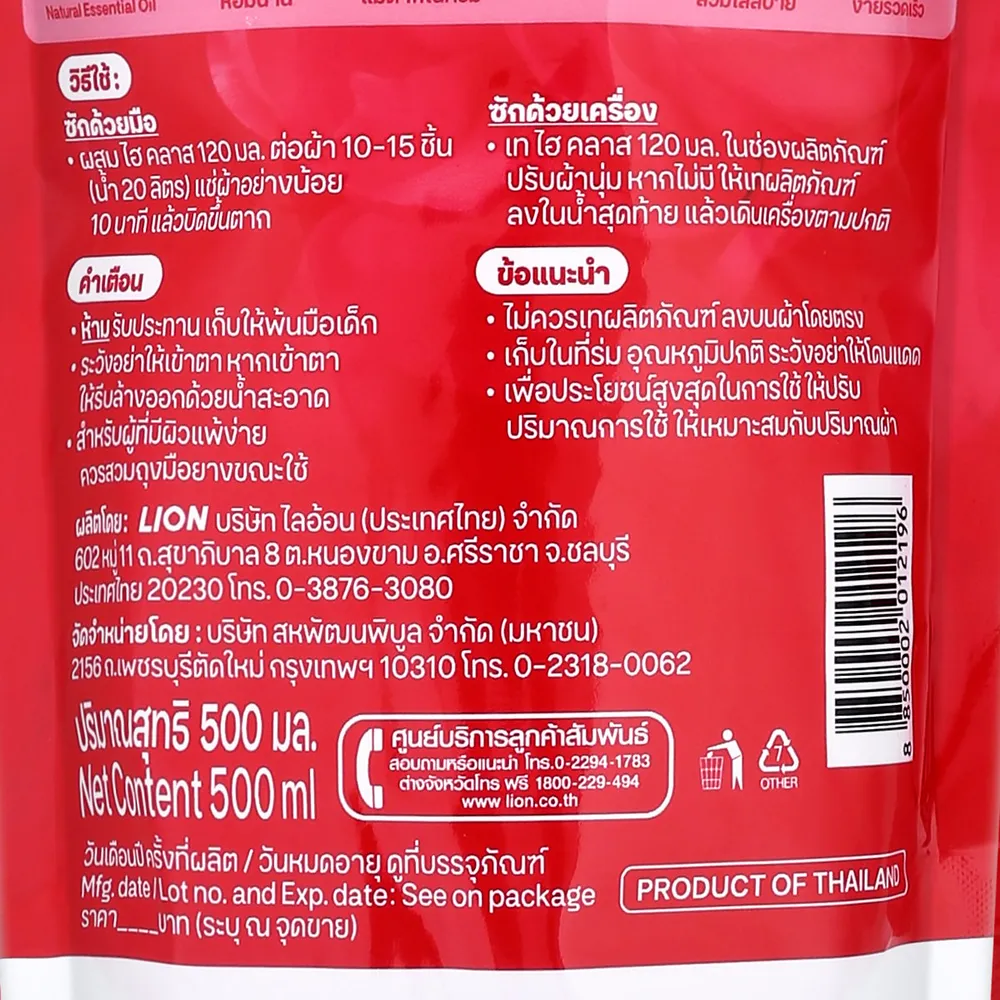 Natural Essential Oil
วิธีใช้ :
ซักด้วยมือ
• ผสม ไฮ คลาส 120 มล. ต่อผ้า 10-15 ชิ้น
(น้ำ 20 ลิตร) แช่ผ้าอย่างน้อย
10 นาที แล้วบิดขึ้นตาก
ซักด้วยเครื่อง
• เท ไฮ คลาส 120 มล. ในช่องผลิตภัณฑ์
ปรับผ้านุ่ม หากไม่มี ให้เทผลิตภัณฑ์
ลงในน้ำสุดท้าย แล้วเดินเครื่องตามปกติ
คำเตือน
• ห้ามรับประทาน เก็บให้พ้นมือเด็ก
• ระวังอย่าให้เข้าตา หากเข้าตา
ให้รีบล้างออกด้วยน้ำสะอาด
• สำหรับผู้ที่มีผิวแพ้ง่าย
ควรสวมถุงมือยางขณะใช้
ข้อแนะนำ
• ไม่ควรเทผลิตภัณฑ์ ลงบนผ้าโดยตรง
• เก็บในที่ร่ม อุณหภูมิปกติ ระวังอย่าให้โดนแดด
• เพื่อประโยชน์สูงสุดในการใช้ ให้ปรับ
ปริมาณการใช้ ให้เหมาะสมกับปริมาณผ้า
ผลิตโดย: LION บริษัท ไลอ้อน (ประเทศไทย) จำกัด
602 หมู่ 11 ถ.สุขาภิบาล 8 ต.หนองขาม อ.ศรีราชา จ.ชลบุรี
ประเทศไทย 20230 โทร. 0-3876-3080
จัดจำหน่ายโดย : บริษัท สหพัฒนพิบูล จำกัด (มหาชน)
2156 ถ.เพชรบุรีตัดใหม่ กรุงเทพฯ 10310 โทร. 0-2318-0062
8 850002 012196
ปริมาณสุทธิ 500 มล.
Net Content 500 ml
ศูนย์บริการลูกค้าสัมพันธ์
สอบถามหรือแนะนำ โทร.0-2294-1783
ต่างจังหวัดโทร ฟรี 1800-229-494
www lion.co.th
7
OTHER
วันเดือนปี ครั้งที่ผลิต / วันหมดอายุ ดูที่บรรจุภัณฑ์
Mfg. date/Lot no. and Exp. date: See on package
ราคา____บาท (ระบุ ณ จุดขาย)
PRODUCT OF THAILAND